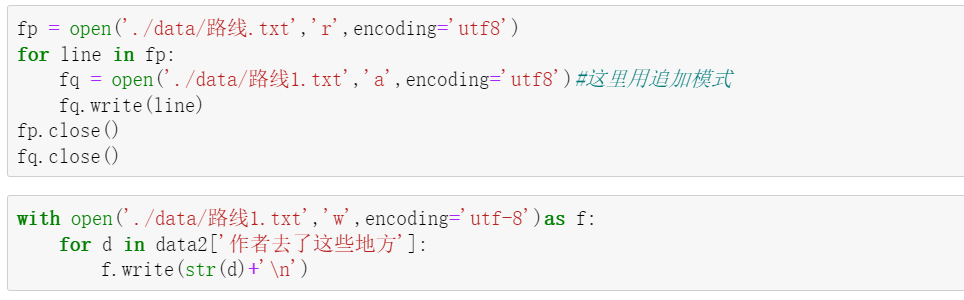 fp = open('./data/路线.txt','r',encoding='utf8')
for line in fp:
    fq = open('./data/路线1.txt','a',encoding='utf8')#这里用追加模式
    fq.write(line)
fp.close()
fq.close()
with open('./data/路线1.txt','w',encoding='utf-8')as f:
    for d in data2['作者去了这些地方']:
        f.write(str(d)+'\n')